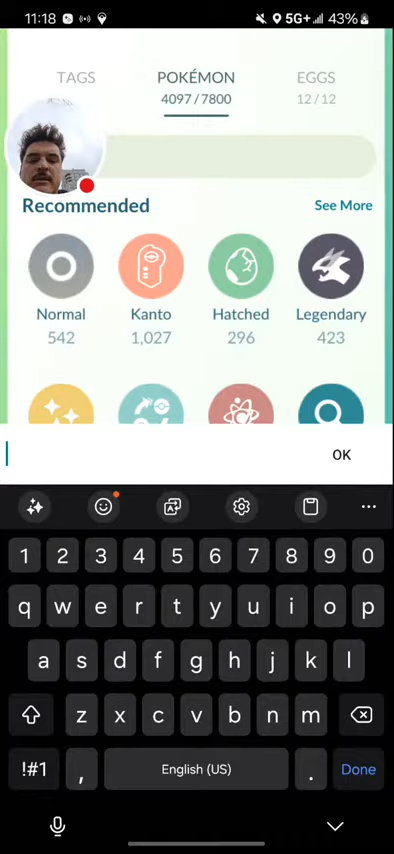 11:18 5G+ 43%
TAGS POKÉMON EGGS
4097/7800 12/12
Recommended See More
Normal Kanto Hatched Legendary
542 1,027 296 423
OK
1 2 3 4 5 6 7 8 9 0
q w e r t y u i o p
a s d f g h j k l
z x c v b n m
!#1 , English (US) . Done